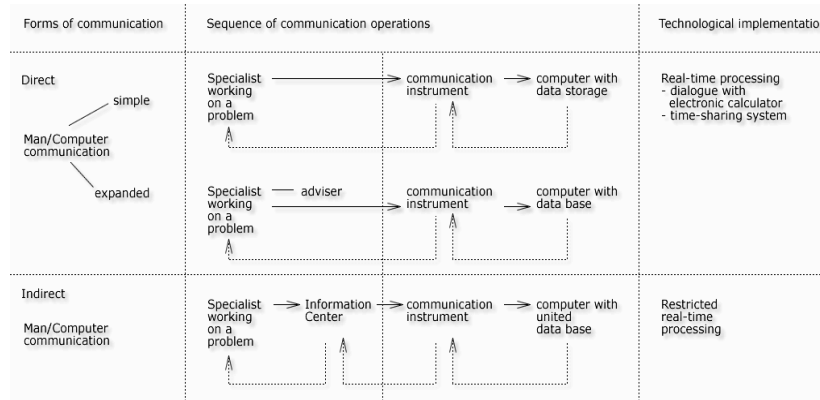 Forms of communication
Sequence of communication operations
Technological implementatio
Direct
simple
Man/Computer
communication
expanded
Specialist
working
on a
problem
communication
instrument
computer with
data storage
Real-time processing
- dialogue with
electronic calculator
- time-sharing system
Specialist
working
on a
problem
adviser
communication
instrument
computer with
data base
Indirect
Man/Computer
communication
Specialist
working
on a
problem
Information
Center
communication
instrument
computer with
united
data base
Restricted
real-time
processing